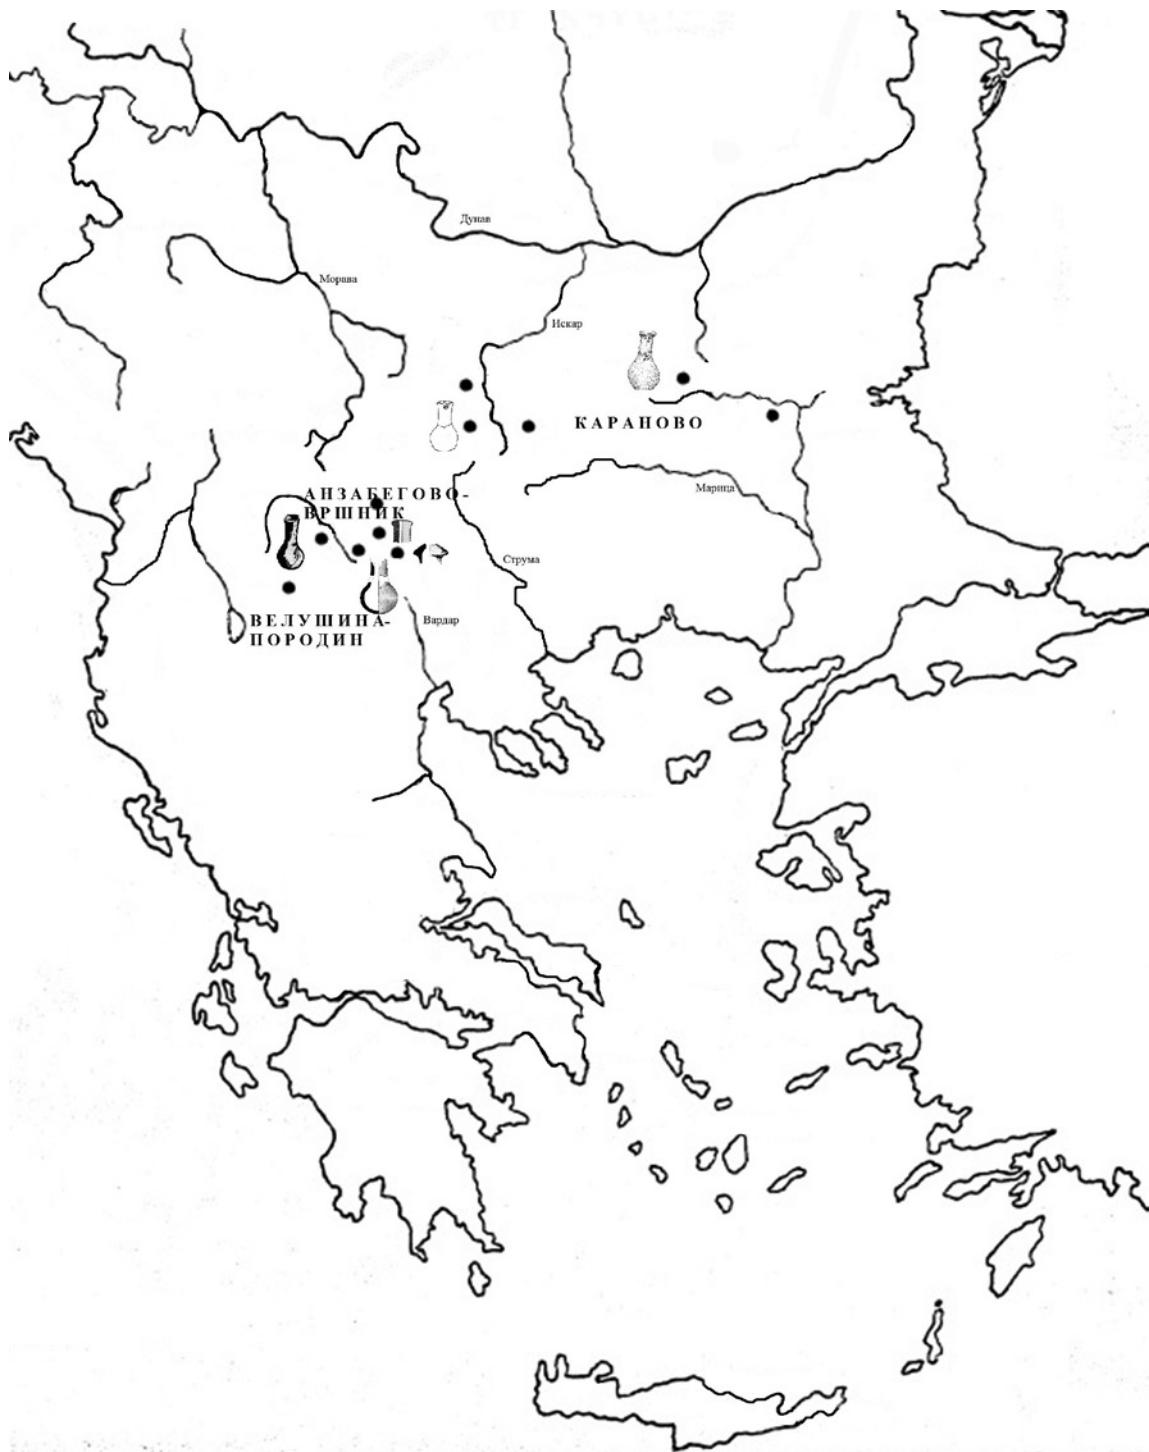 Дунав
Морава
Искар
КАРАНОВО
Марица
АНЗАБЕГОВО-
ВРШНИК
Струма
ВЕЛУШИНА-
ПОРОДИН
Вардар